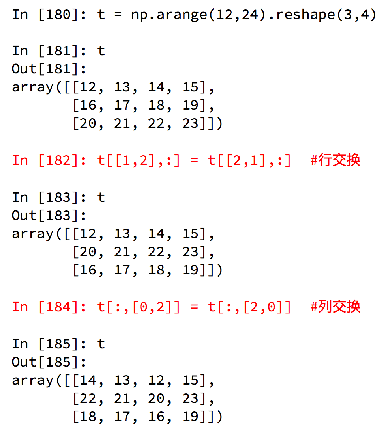 In [180]: t = np.arange(12,24).reshape(3,4)
In [181]: t
Out[181]:
array([[12, 13, 14, 15],
[16, 17, 18, 19],
[20, 21, 22, 23]])
In [182]: t[[1,2],:] = t[[2,1],:] #行交换
In [183]: t
Out[183]:
array([[12, 13, 14, 15],
[20, 21, 22, 23],
[16, 17, 18, 19]])
In [184]: t[:,[0,2]] = t[:,[2,0]] #列交换
In [185]: t
Out[185]:
array([[14, 13, 12, 15],
[22, 21, 20, 23],
[18, 17, 16, 19]])